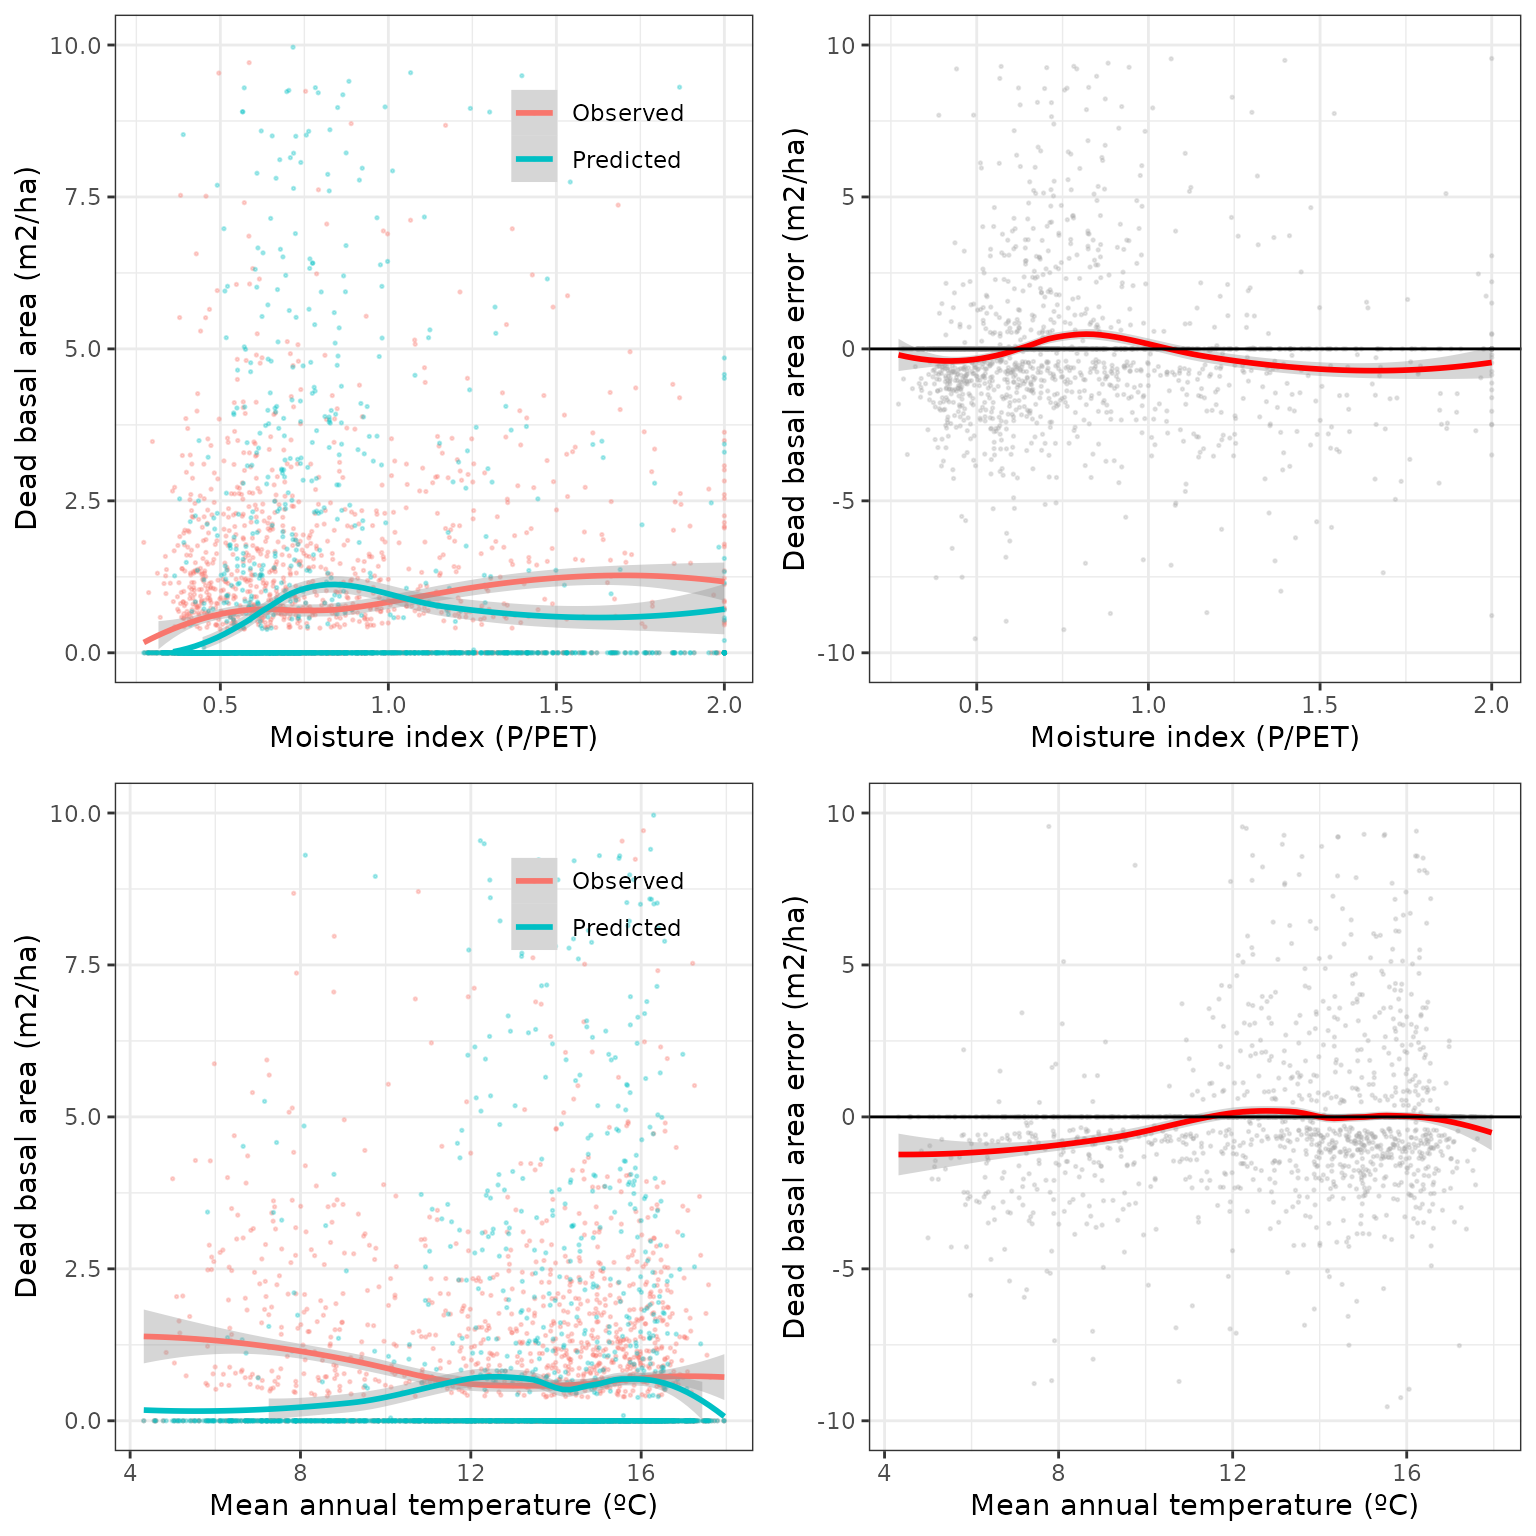 10.0
7.5
5.0
2.5
0.0
Dead basal area (m2/ha)
Observed
Predicted
0.5 1.0 1.5 2.0
Moisture index (P/PET)
10
5
0
-5
-10
Dead basal area error (m2/ha)
0.5 1.0 1.5 2.0
Moisture index (P/PET)
10.0
7.5
5.0
2.5
0.0
Dead basal area (m2/ha)
Observed
Predicted
4 8 12 16
Mean annual temperature (ºC)
10
5
0
-5
-10
Dead basal area error (m2/ha)
4 8 12 16
Mean annual temperature (ºC)